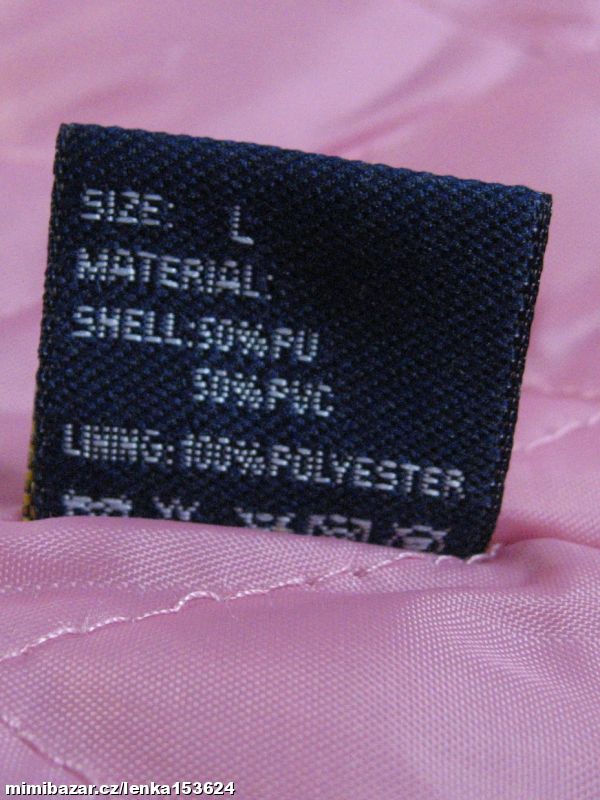 SIZE: L
MATERIAL:
SHELL:50%PU
50%PVC
LINING:100%POLYESTER
mimibazar.cz/lenka153624